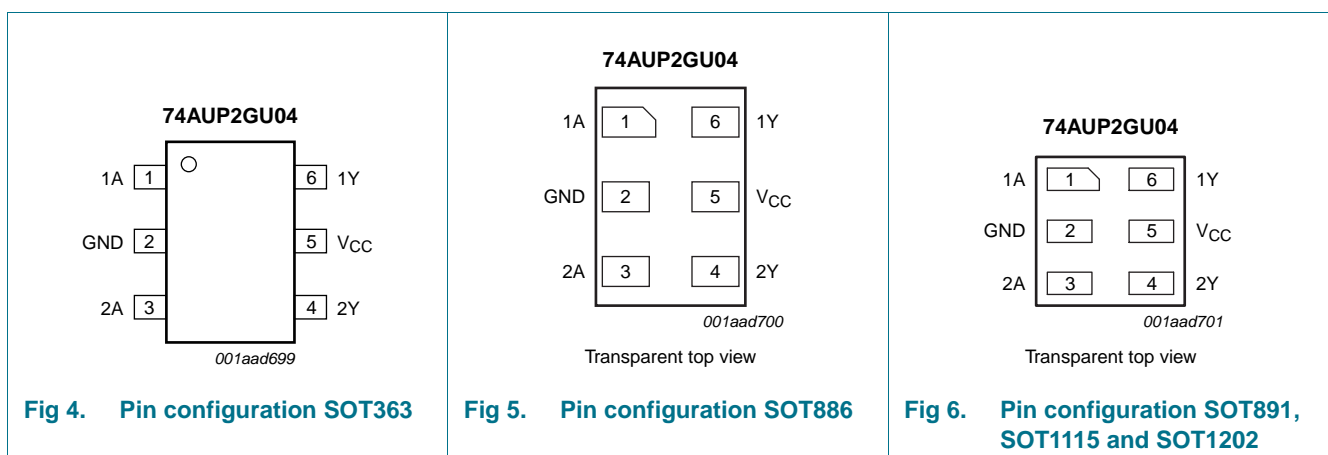 74AUP2GU04
1A 1 6 1Y
GND 2 5 VCC
2A 3 4 2Y
001aad699
Fig 4. Pin configuration SOT363
74AUP2GU04
1A 1 6 1Y
GND 2 5 VCC
2A 3 4 2Y
001aad700
Transparent top view
Fig 5. Pin configuration SOT886
74AUP2GU04
1A 1 6 1Y
GND 2 5 VCC
2A 3 4 2Y
001aad701
Transparent top view
Fig 6. Pin configuration SOT891,
SOT1115 and SOT1202